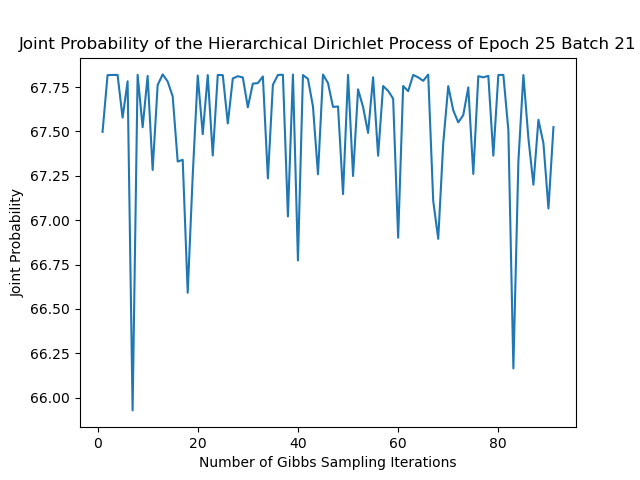 Joint Probability of the Hierarchical Dirichlet Process of Epoch 25 Batch 21
67.75
67.50
67.25
67.00
66.75
66.50
66.25
66.00
Joint Probability
0 20 40 60 80
Number of Gibbs Sampling Iterations